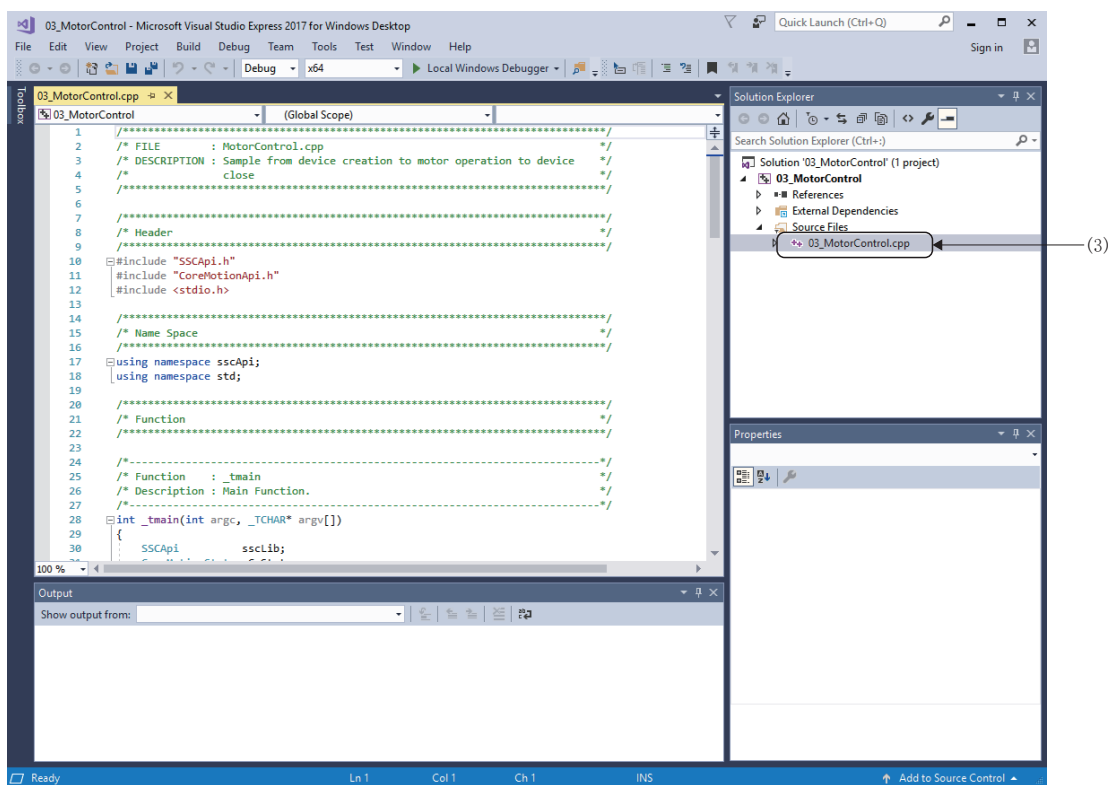 03_MotorControl - Microsoft Visual Studio Express 2017 for Windows Desktop
Quick Launch (Ctrl+Q)
File Edit View Project Build Debug Team Tools Test Window Help
Sign in
Debug x64 Local Windows Debugger
Toolbox
03_MotorControl.cpp
03_MotorControl (Global Scope)
1 /****************************************************************************/
2 /* FILE : MotorControl.cpp */
3 /* DESCRIPTION : Sample from device creation to motor operation to device */
4 /* close */
5 /****************************************************************************/
6
7 /****************************************************************************/
8 /* Header */
9 /****************************************************************************/
10 #include "SSCApi.h"
11 #include "CoreMotionApi.h"
12 #include <stdio.h>
13
14 /****************************************************************************/
15 /* Name Space */
16 /****************************************************************************/
17 using namespace sscApi;
18 using namespace std;
19
20 /****************************************************************************/
21 /* Function */
22 /****************************************************************************/
23
24 /*--------------------------------------------------------------------------*/
25 /* Function : _tmain */
26 /* Description : Main Function. */
27 /*--------------------------------------------------------------------------*/
28 int _tmain(int argc, _TCHAR* argv[])
29 {
30 SSCApi sscLib;
100 %
Solution Explorer
Search Solution Explorer (Ctrl+:)
Solution '03_MotorControl' (1 project)
03_MotorControl
References
External Dependencies
Source Files
03_MotorControl.cpp
(3)
Properties
Output
Show output from:
Ready Ln 1 Col 1 Ch 1 INS Add to Source Control